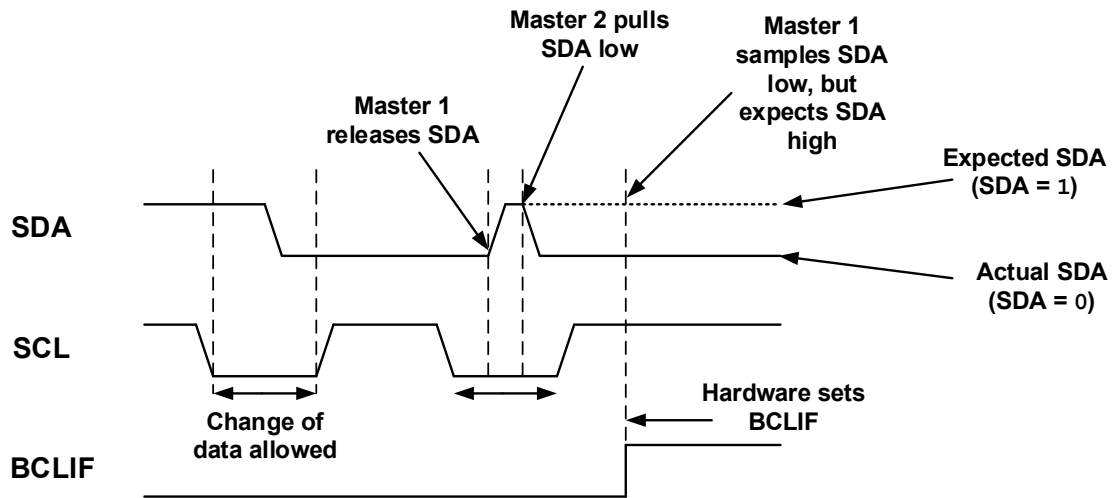 Master 2 pulls
SDA low
Master 1
samples SDA
low, but
expects SDA
high
Master 1
releases SDA
Expected SDA
(SDA = 1)
SDA
Actual SDA
(SDA = 0)
SCL
Change of
data allowed
Hardware sets
BCLIF
BCLIF